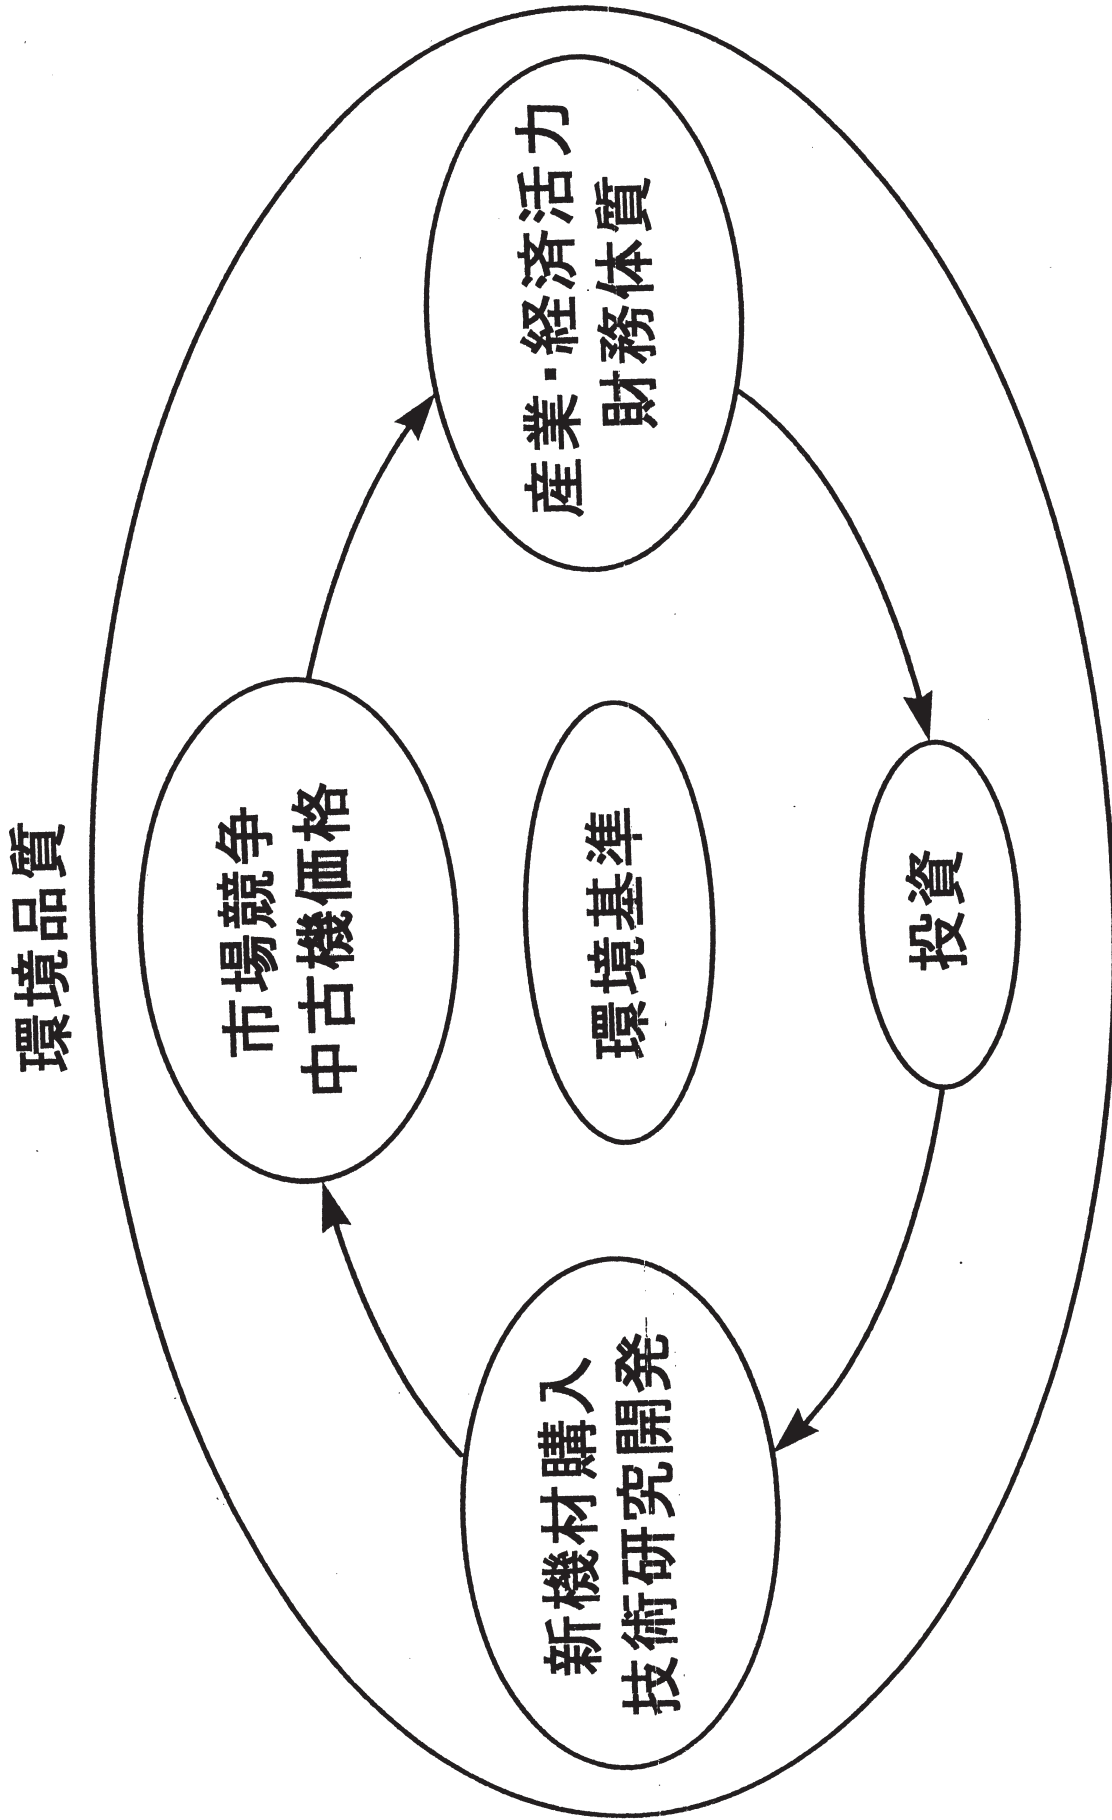 環境品質
市場競争
中古機価格
新機材購入
技術研究開発
環境基準
産業・経済活力
財務体質
投資